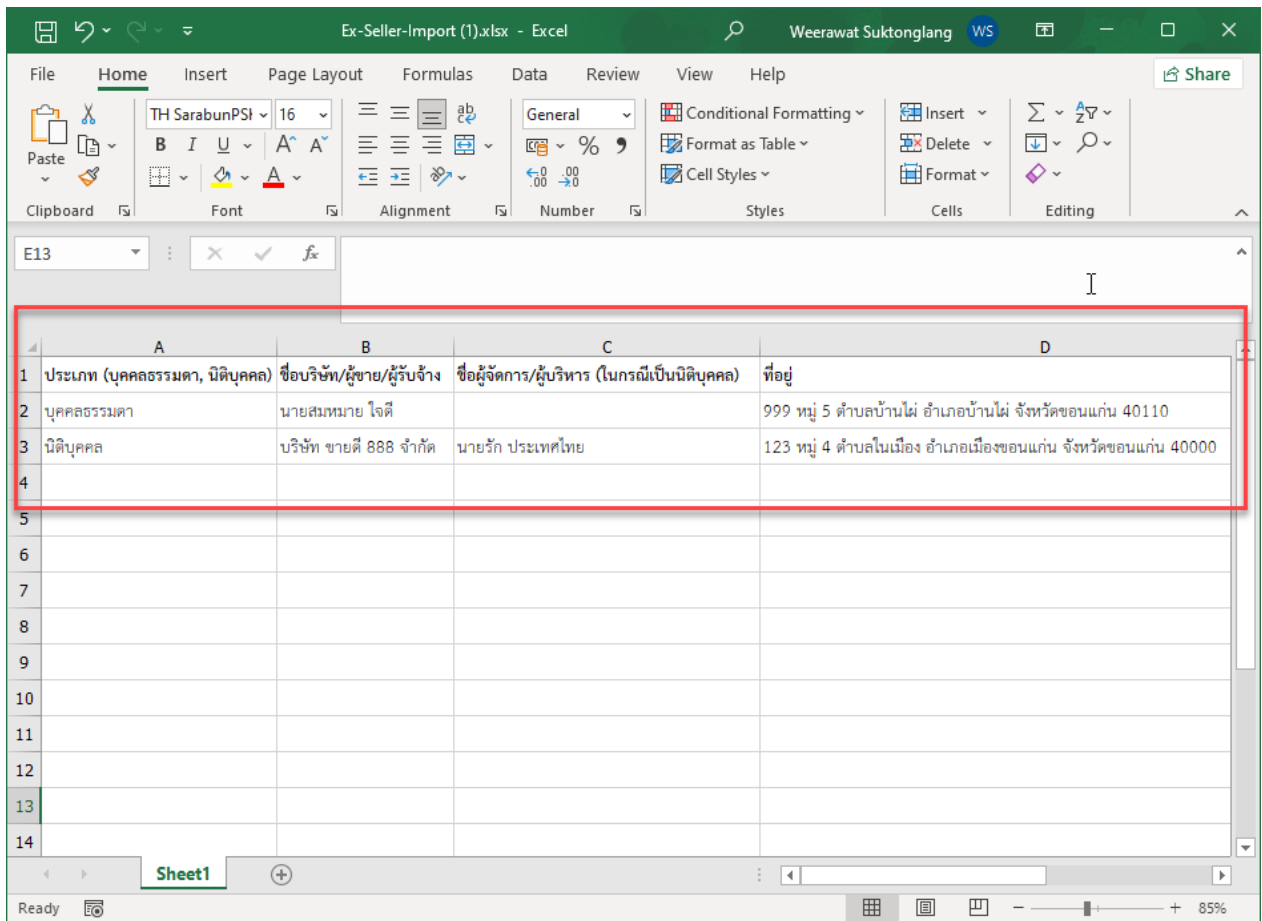 Ex-Seller-Import (1).xlsx - Excel
Weerawat Suktonglang WS
File Home Insert Page Layout Formulas Data Review View Help Share
Paste
TH SarabunPSK 16
General
Conditional Formatting
Format as Table
Cell Styles
Insert
Delete
Format
Clipboard Font Alignment Number Styles Cells Editing
E13 fx
A B C D
1 ประเภท (บุคคลธรรมดา, นิติบุคคล) ชื่อบริษัท/ผู้ขาย/ผู้รับจ้าง ชื่อผู้จัดการ/ผู้บริหาร (ในกรณีเป็นนิติบุคคล) ที่อยู่
2 บุคคลธรรมดา นายสมหมาย ใจดี 999 หมู่ 5 ตำบลบ้านไผ่ อำเภอบ้านไผ่ จังหวัดขอนแก่น 40110
3 นิติบุคคล บริษัท ขายดี 888 จำกัด นายรัก ประเทศไทย 123 หมู่ 4 ตำบลในเมือง อำเภอเมืองขอนแก่น จังหวัดขอนแก่น 40000
4
5
6
7
8
9
10
11
12
13
14
Sheet1
Ready 85%